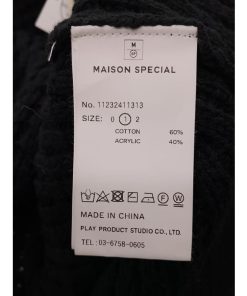 M
SP
MAISON SPECIAL
No. 11232411313
SIZE: 0 1 2
COTTON 60%
ACRYLIC 40%
MADE IN CHINA
PLAY PRODUCT STUDIO CO., LTD.
TEL: 03-6758-0605